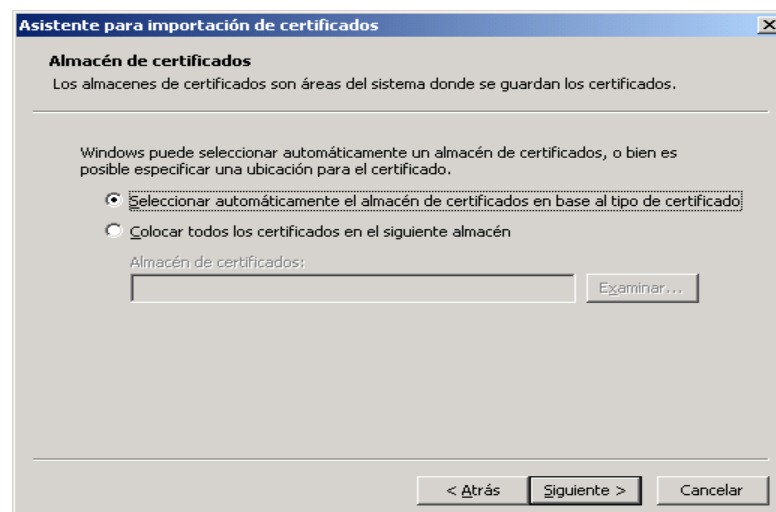 Asistente para importación de certificados
Almacén de certificados
Los almacenes de certificados son áreas del sistema donde se guardan los certificados.
Windows puede seleccionar automáticamente un almacén de certificados, o bien es
posible especificar una ubicación para el certificado.
Seleccionar automáticamente el almacén de certificados en base al tipo de certificado
Colocar todos los certificados en el siguiente almacén
Almacén de certificados:
Examinar...
< Atrás Siguiente > Cancelar